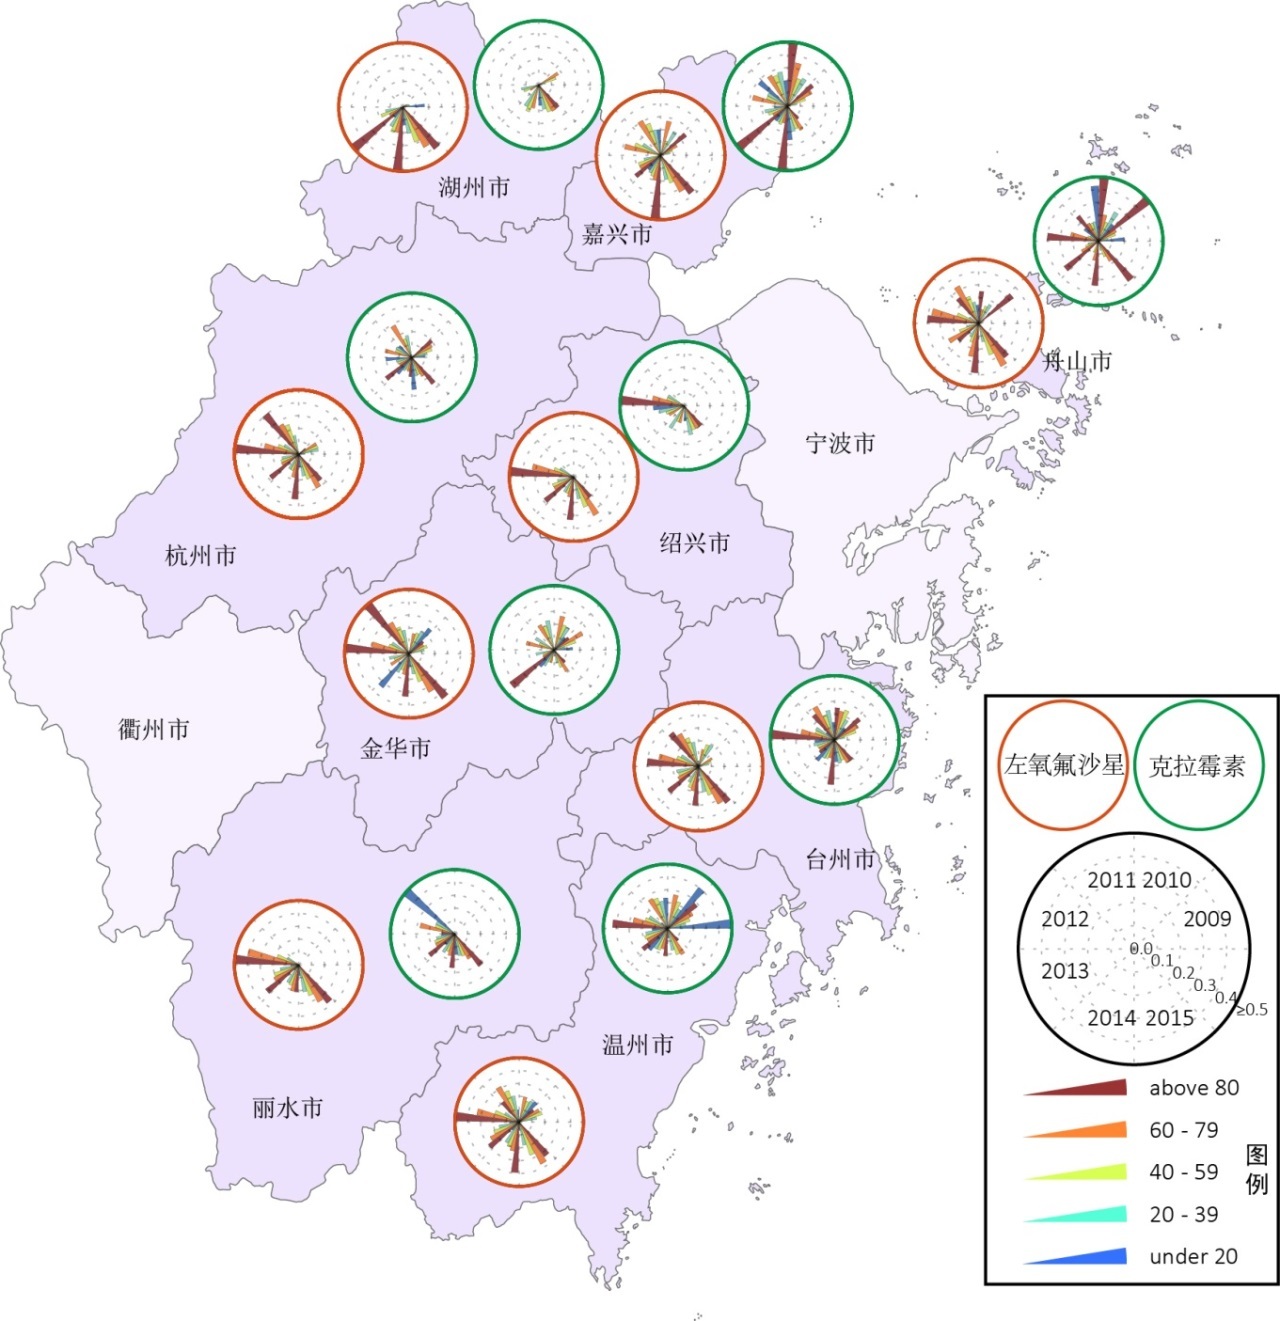 湖州市
嘉兴市
舟山市
宁波市
绍兴市
杭州市
衢州市
金华市
台州市
温州市
丽水市
左氧氟沙星
克拉霉素
2011 2010
2012 2009
0.0
0.1
0.2
0.3
0.4
≥0.5
2013
2014 2015
above 80
60 - 79
40 - 59
20 - 39
under 20
图例